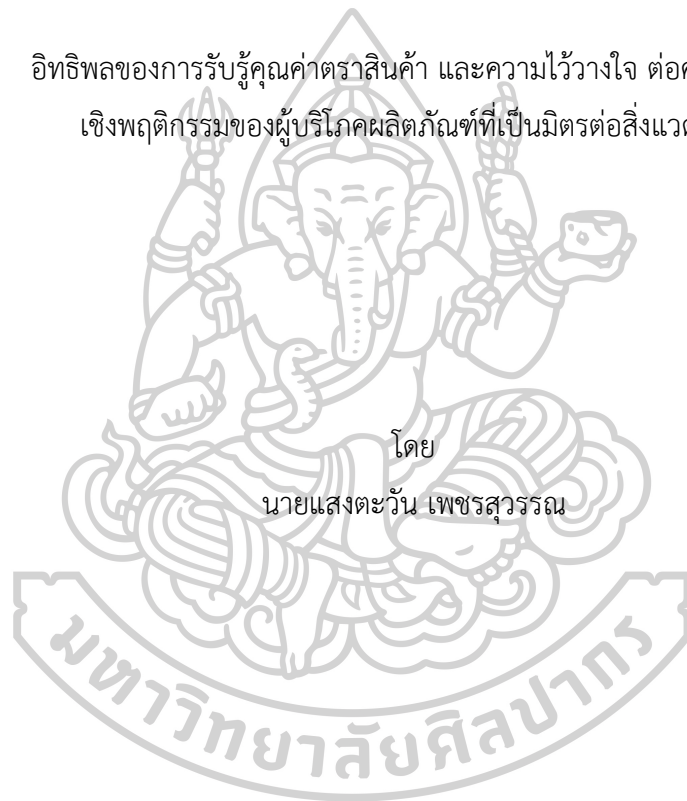 อิทธิพลของการรับรู้คุณค่าตราสินค้า และความไว้วางใจ
เชิงพฤติกรรมของผู้บริโภคผลิตภัณฑ์ที่เป็นมิตรต่อ
โดย
นายแสงตะวัน เพชรสุวรรณ
มหาวิทยาลัยศิลปากร